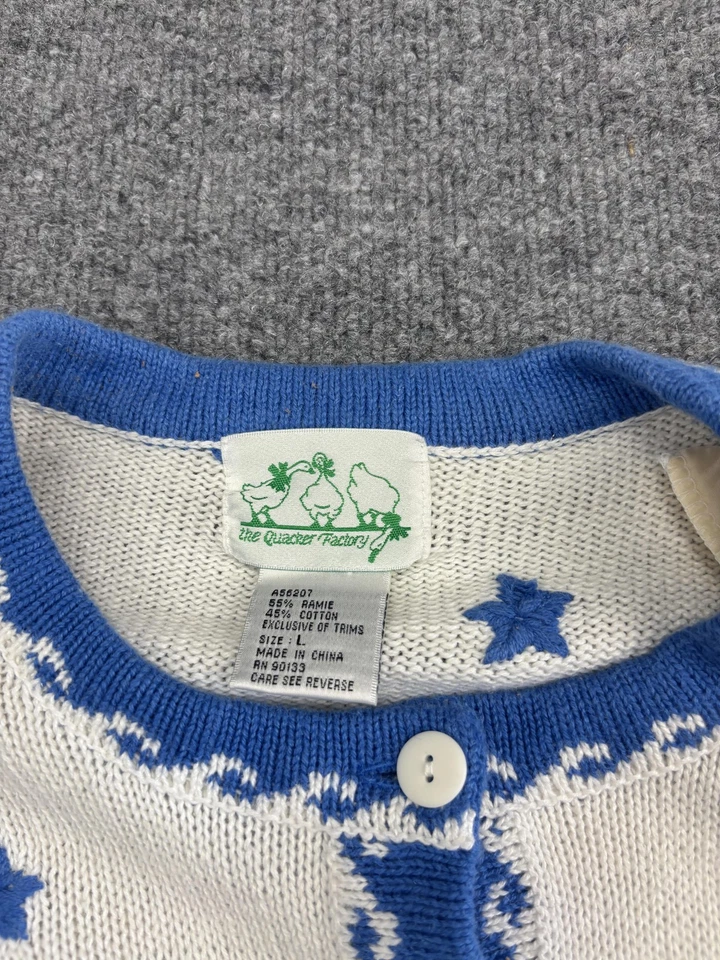 the Quacker Factory
A56207
55% RAMIE
45% COTTON
EXCLUSIVE OF TRIMS
SIZE : L
MADE IN CHINA
RN 90133
CARE SEE REVERSE